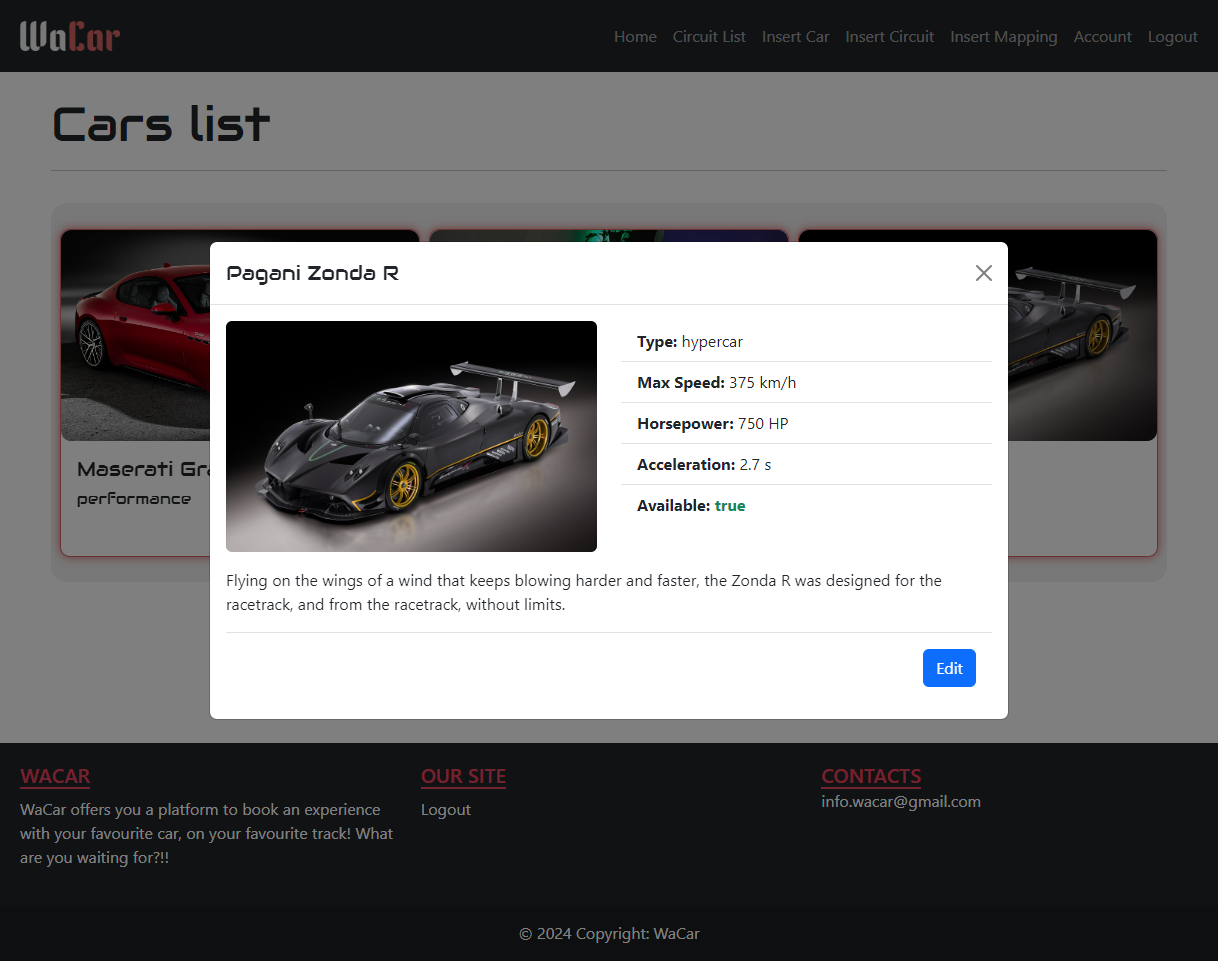 WaCar
Home Circuit List Insert Car Insert Circuit Insert Mapping Account Logout
Cars list
Pagani Zonda R
Type: hypercar
Max Speed: 375 km/h
Horsepower: 750 HP
Acceleration: 2.7 s
Available: true
Maserati Gra
performance
Flying on the wings of a wind that keeps blowing harder and faster, the Zonda R was designed for the
racetrack, and from the racetrack, without limits.
Edit
WACAR
WaCar offers you a platform to book an experience
with your favourite car, on your favourite track! What
are you waiting for?!!
OUR SITE
Logout
CONTACTS
info.wacar@gmail.com
© 2024 Copyright: WaCar